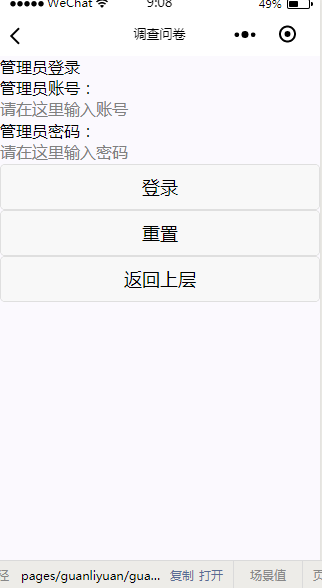 WeChat 9:08 49%
调查问卷
管理员登录
管理员账号：
请在这里输入账号
管理员密码：
请在这里输入密码
登录
重置
返回上层
径 pages/guanliyuan/gua... 复制 打开 场景值 页